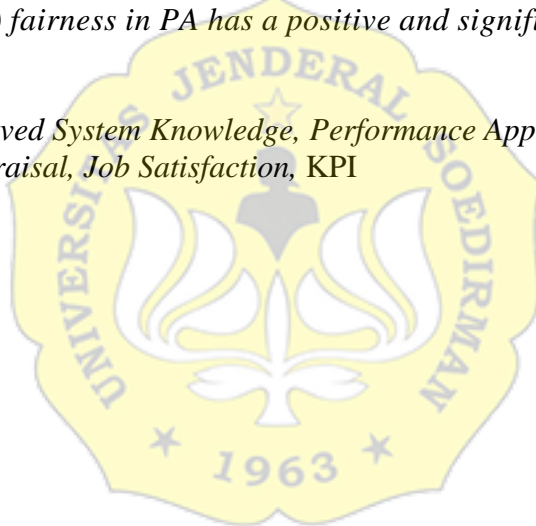 ) fairness in PA has a positive and signifi
ved System Knowledge, Performance App
raisal, Job Satisfaction, KPI
UNIVERSITAS JENDERAL SOEDIRMAN
1963